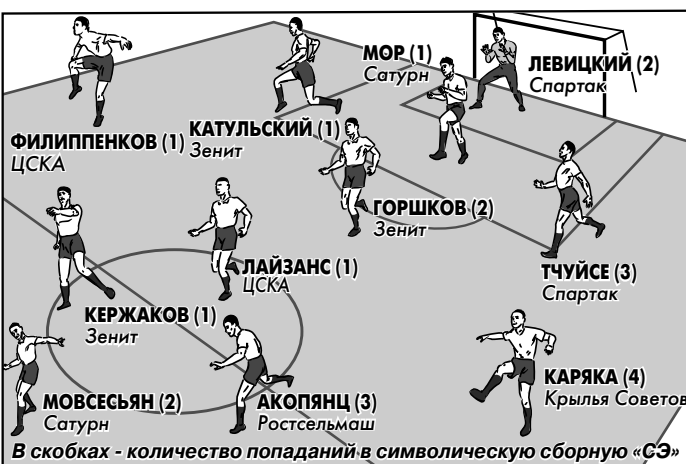 МОР (1)
Сатурн
ЛЕВИЦКИЙ (2)
Спартак
ФИЛИППЕНКОВ (1)
ЦСКА
КАТУЛЬСКИЙ (1)
Зенит
ГОРШКОВ (2)
Зенит
ТЧУЙСЕ (3)
Спартак
ЛАЙЗАНС (1)
ЦСКА
КЕРЖАКОВ (1)
Зенит
МОВСЕСЬЯН (2)
Сатурн
АКОПЯНЦ (3)
Ростсельмаш
КАРЯКА (4)
Крылья Советов
В скобках - количество попаданий в символическую сборную «СЭ»